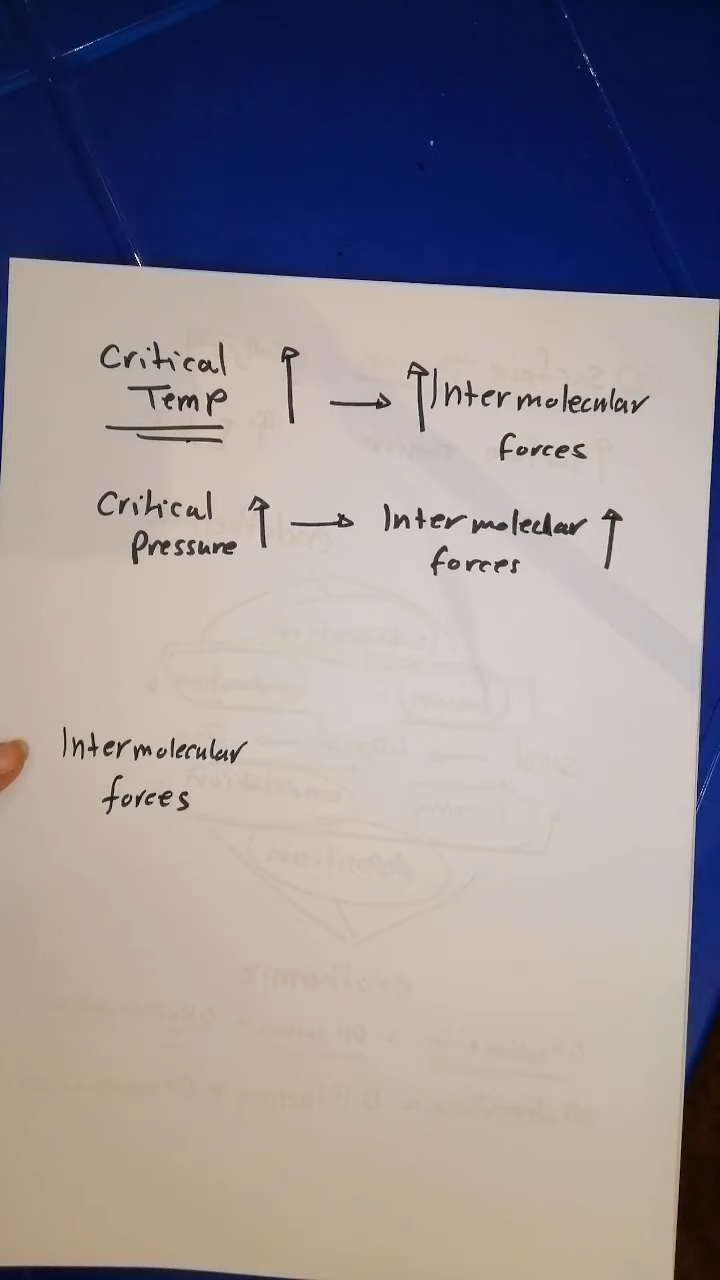 Critical ↑ → ↑ Intermolecular
Temp forces
Critical ↑ → Intermolecular ↑
Pressure forces
Intermolecular
forces